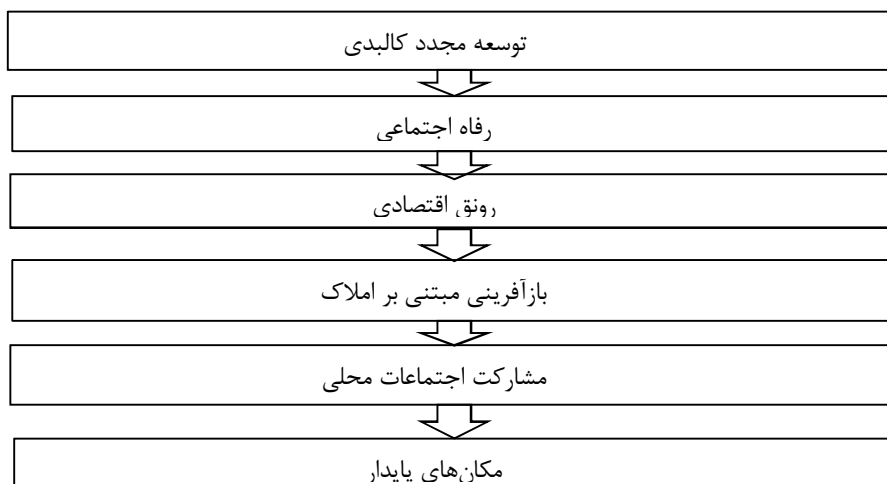 توسعه مجدد کالبدی
رفاه اجتماعی
رونق اقتصادی
بازآفرینی مبتنی بر املاک
مشارکت اجتماعات محلی
مکان‌های پایدار